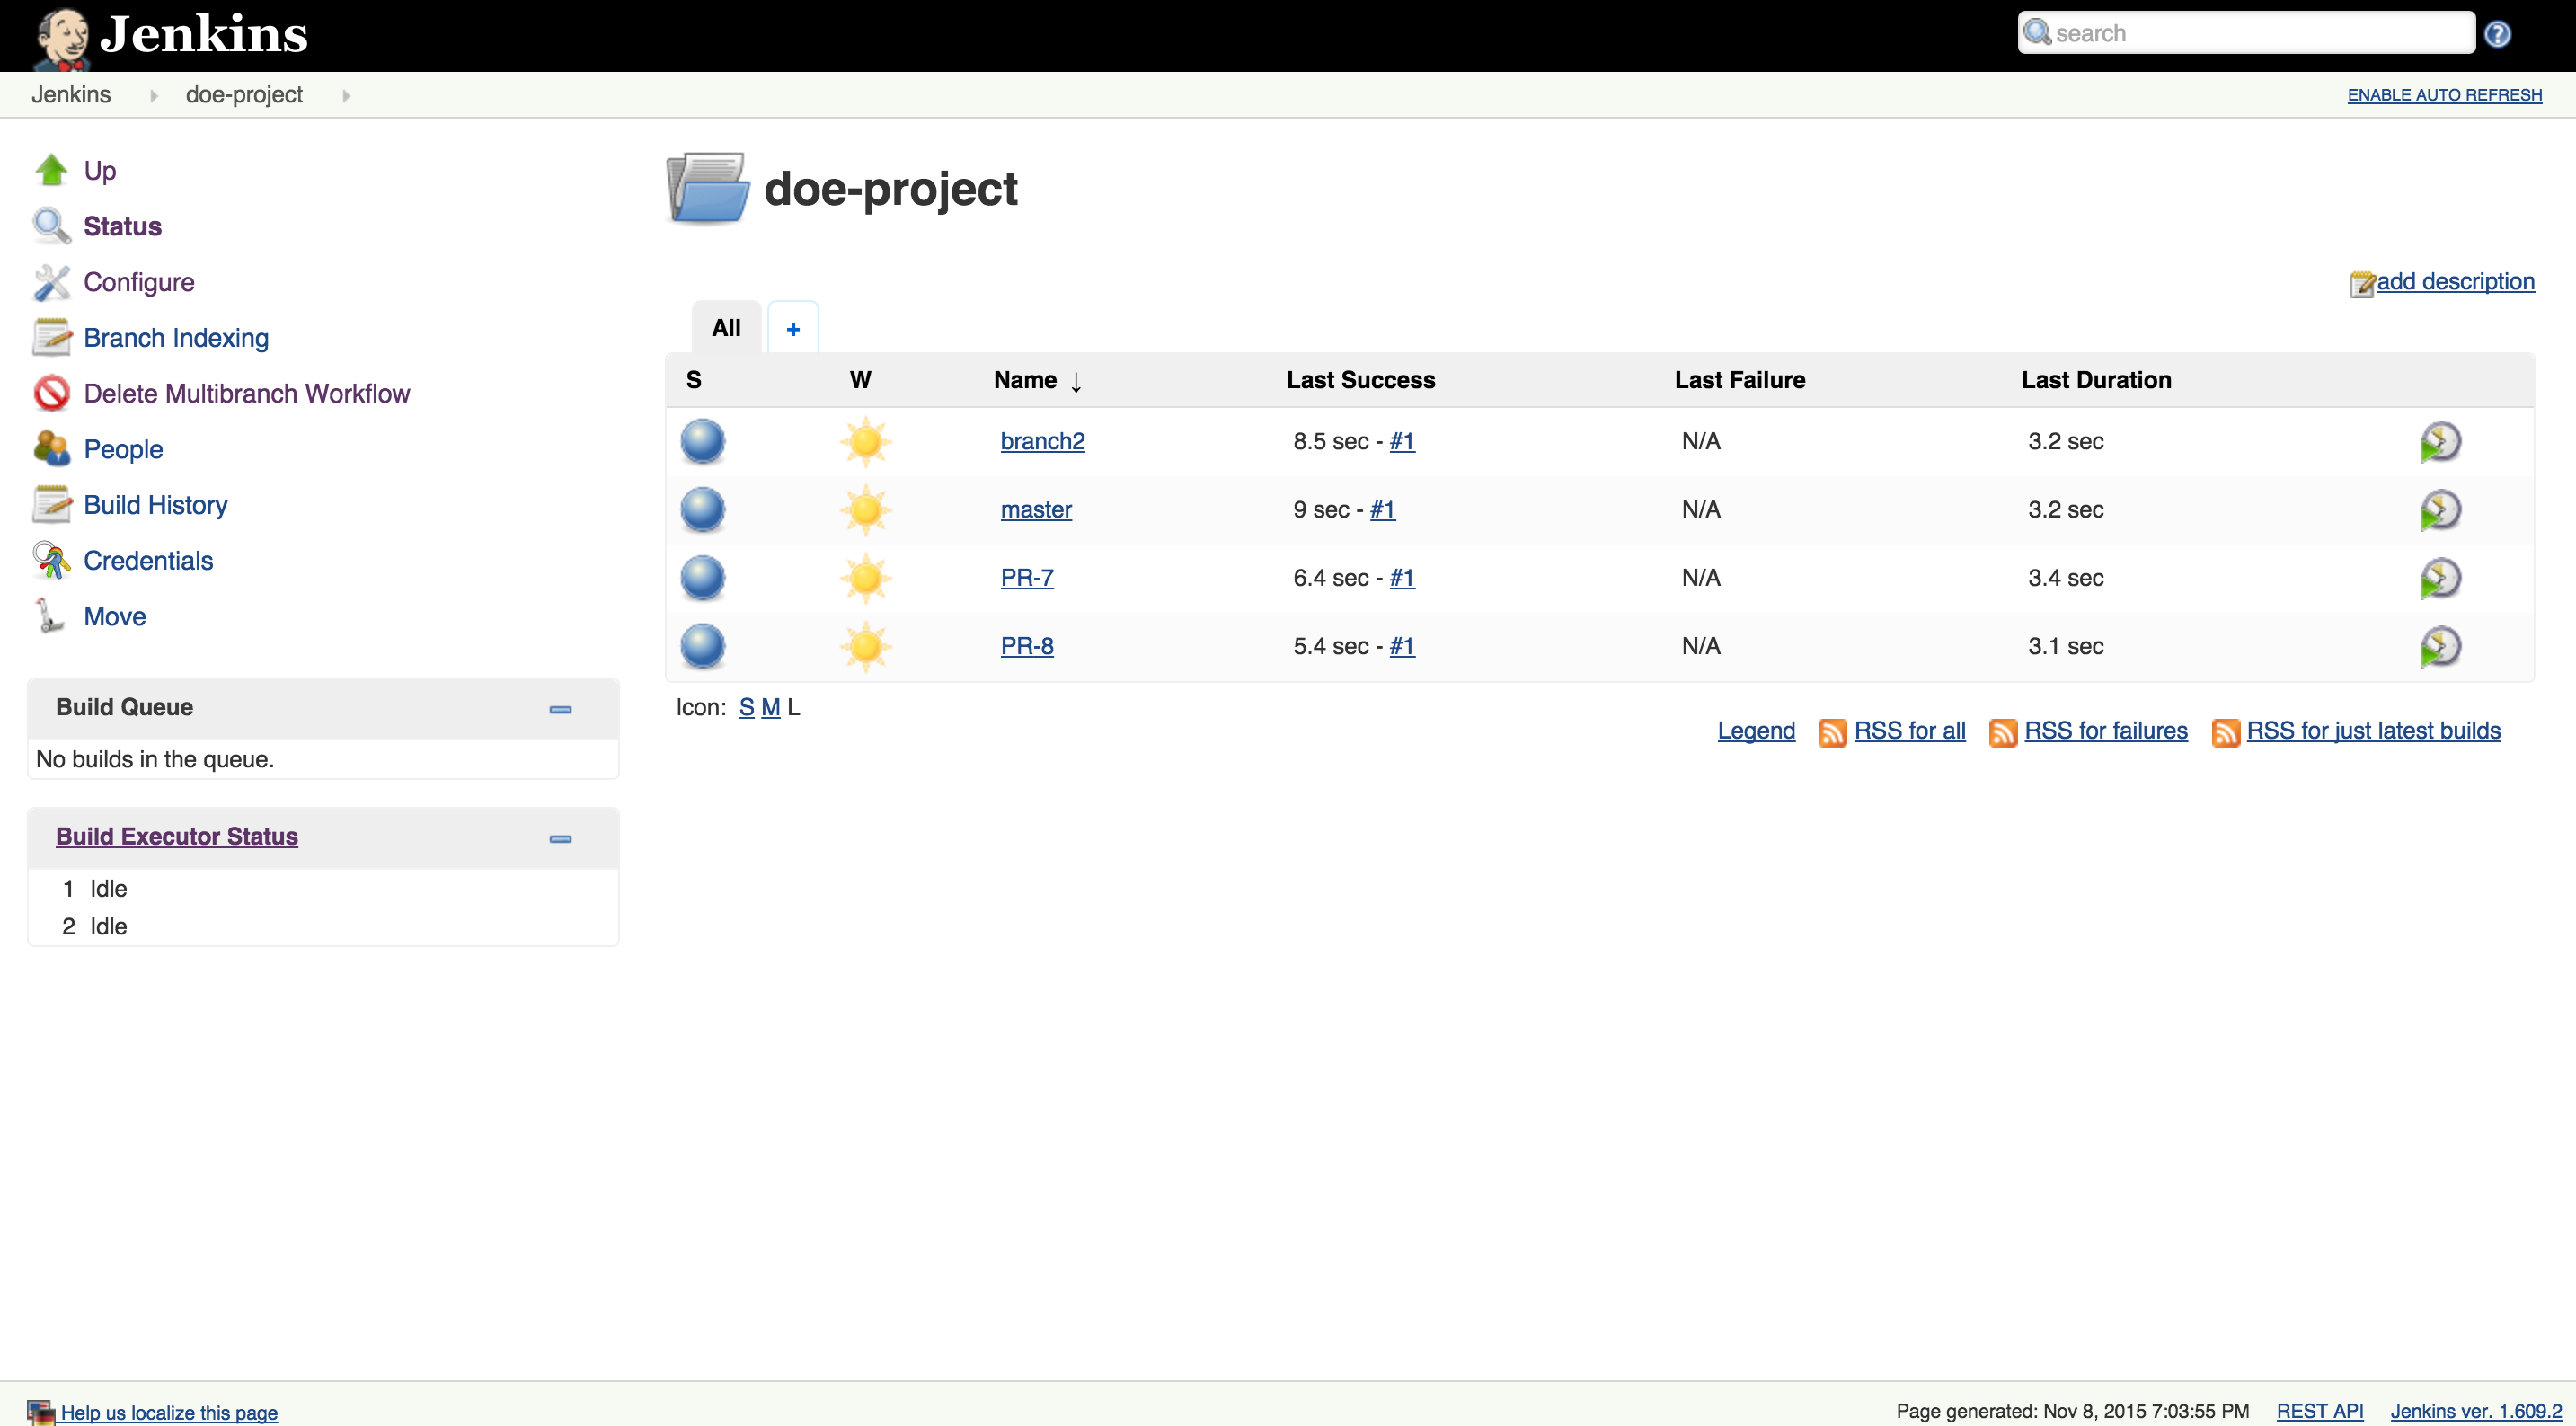 Jenkins
search
Jenkins doe-project
ENABLE AUTO REFRESH
Up
Status
Configure
Branch Indexing
Delete Multibranch Workflow
People
Build History
Credentials
Move
Build Queue
No builds in the queue.
Build Executor Status
1 Idle
2 Idle
doe-project
add description
All +
S W Name ↓ Last Success Last Failure Last Duration
branch2 8.5 sec - #1 N/A 3.2 sec
master 9 sec - #1 N/A 3.2 sec
PR-7 6.4 sec - #1 N/A 3.4 sec
PR-8 5.4 sec - #1 N/A 3.1 sec
Icon: S M L
Legend RSS for all RSS for failures RSS for just latest builds
Help us localize this page
Page generated: Nov 8, 2015 7:03:55 PM REST API Jenkins ver. 1.609.2